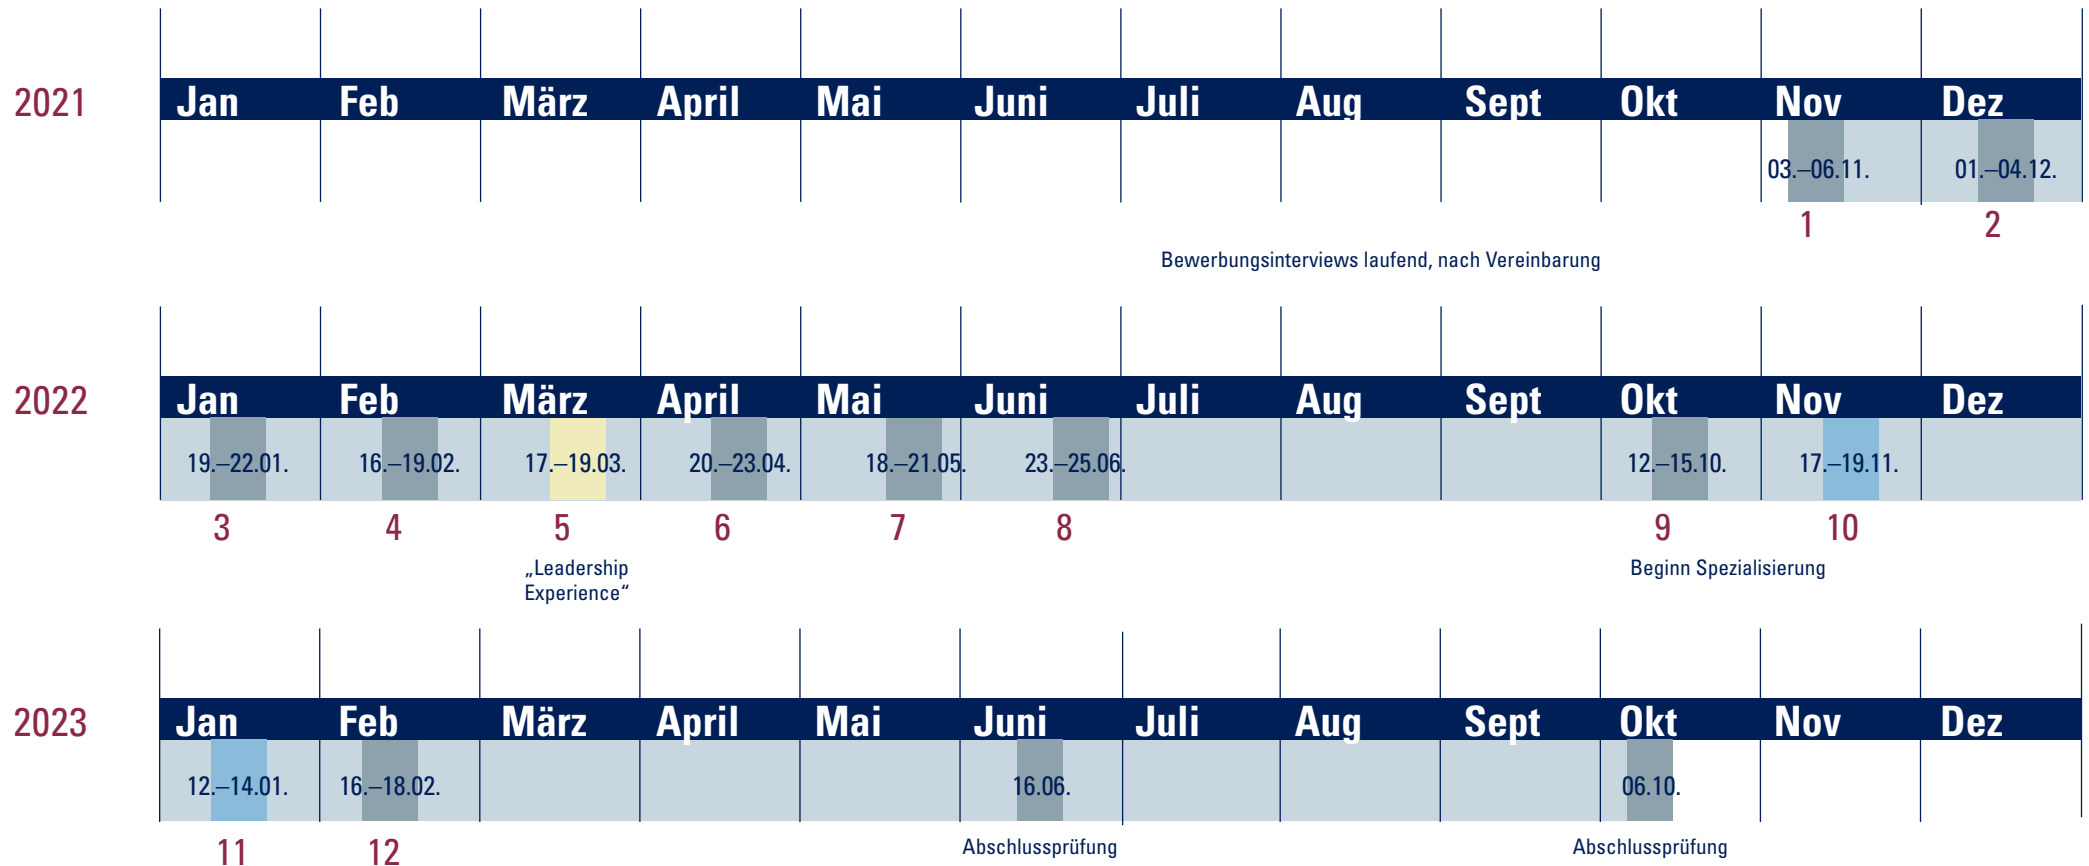 2021
Jan Feb März April Mai Juni Juli Aug Sept Okt Nov Dez
03.–06.11. 01.–04.12.
1 2
Bewerbungsinterviews laufend, nach Vereinbarung
2022
Jan Feb März April Mai Juni Juli Aug Sept Okt Nov Dez
19.–22.01. 16.–19.02. 17.–19.03. 20.–23.04. 18.–21.05. 23.–25.06. 12.–15.10. 17.–19.11.
3 4 5 6 7 8 9 10
„Leadership
Experience“
Beginn Spezialisierung
2023
Jan Feb März April Mai Juni Juli Aug Sept Okt Nov Dez
12.–14.01. 16.–18.02. 16.06. 06.10.
11 12
Abschlussprüfung Abschlussprüfung